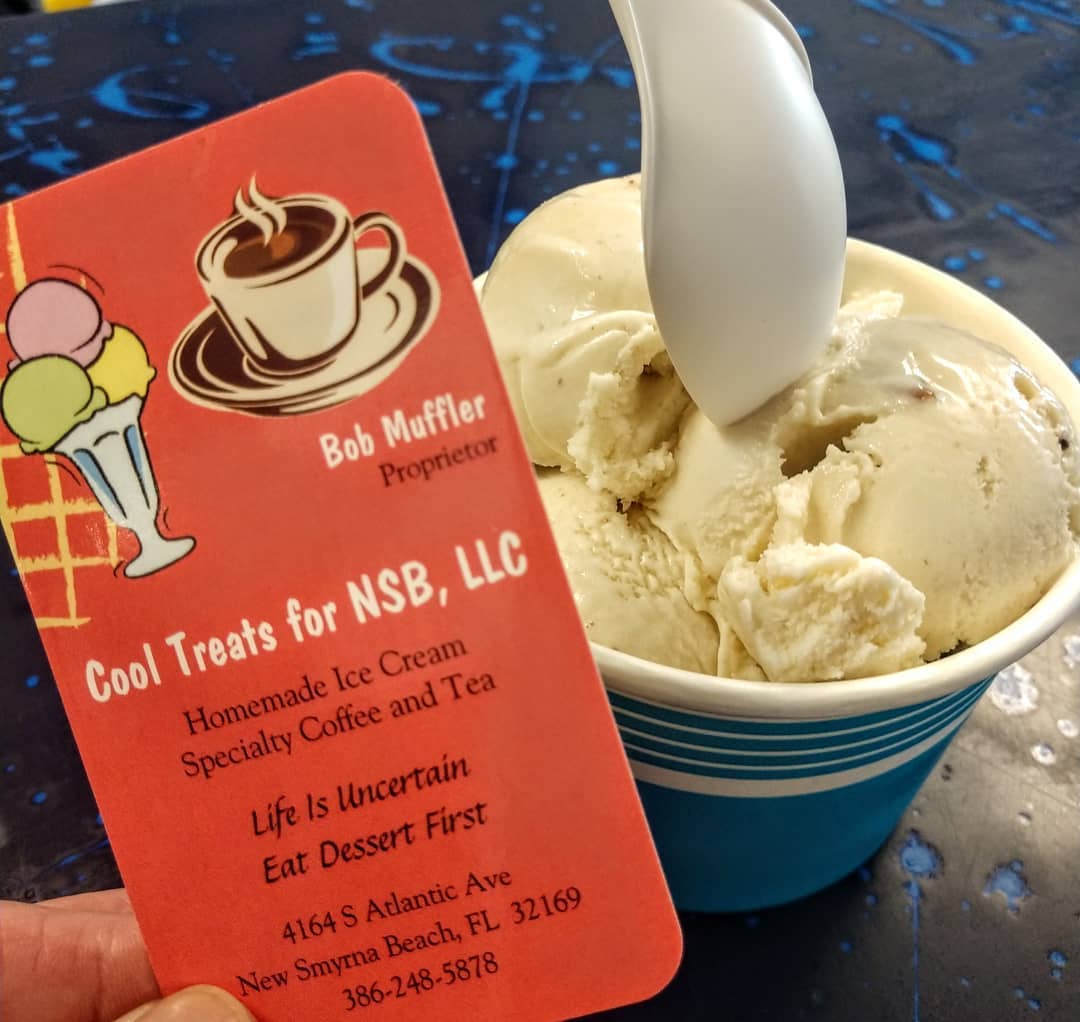 Bob Muffler
Proprietor
Cool Treats for NSB, LLC
Homemade Ice Cream
Specialty Coffee and Tea
Life Is Uncertain
Eat Dessert First
4164 S Atlantic Ave
New Smyrna Beach, FL 32169
386-248-5878